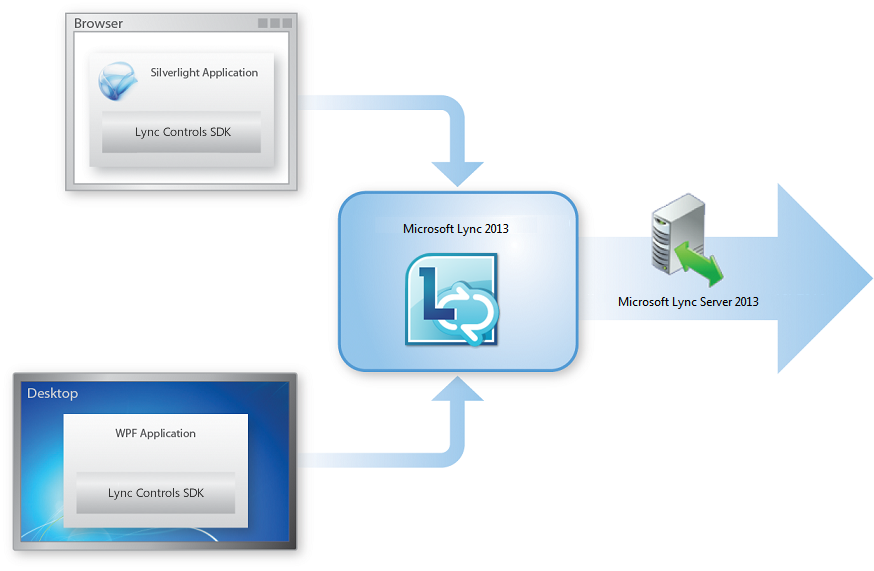 Browser
Silverlight Application
Lync Controls SDK
Microsoft Lync 2013
L
Microsoft Lync Server 2013
Desktop
WPF Application
Lync Controls SDK